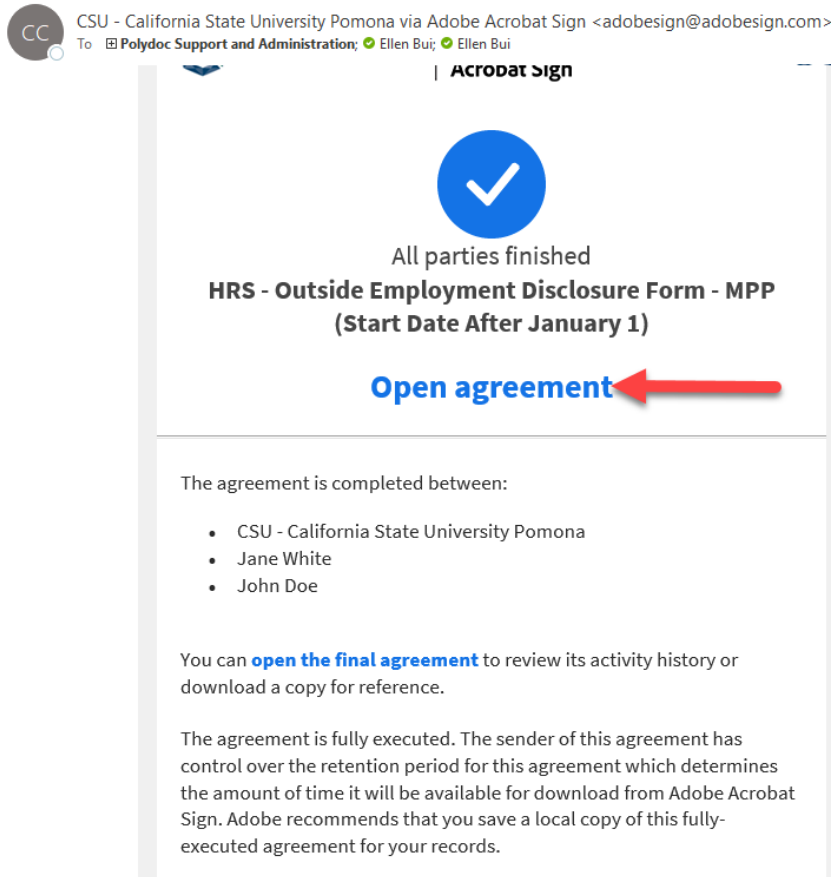 CC
CSU - California State University Pomona via Adobe Acrobat Sign <adobesign@adobesign.com>
To Polydoc Support and Administration; Ellen Bui; Ellen Bui
| Acrobat Sign
All parties finished
HRS - Outside Employment Disclosure Form - MPP
(Start Date After January 1)
Open agreement
The agreement is completed between:
• CSU - California State University Pomona
• Jane White
• John Doe
You can open the final agreement to review its activity history or
download a copy for reference.
The agreement is fully executed. The sender of this agreement has
control over the retention period for this agreement which determines
the amount of time it will be available for download from Adobe Acrobat
Sign. Adobe recommends that you save a local copy of this fully-
executed agreement for your records.